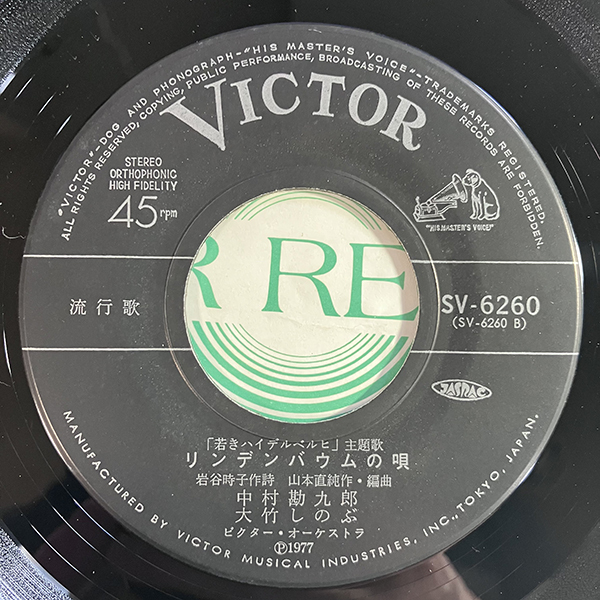 "VICTOR"–DOG AND PHONOGRAPH–"HIS MASTER'S VOICE"–TRADEMARKS REGISTERED.
ALL RIGHTS RESERVED, COPYING, PUBLIC PERFORMANCE, BROADCASTING OF THESE RECORDS ARE FORBIDDEN.
VICTOR
STEREO
ORTHOPHONIC
HIGH FIDELITY
45 rpm
"HIS MASTER'S VOICE"
R RE
流行歌
SV-6260
(SV-6260 B)
JASRAC
「若きハイデルベルヒ」主題歌
リンデンバウムの唄
岩谷時子作詩 山本直純作・編曲
中村勘九郎
大竹しのぶ
ビクター・オーケストラ
Ⓟ1977
MANUFACTURED BY VICTOR MUSICAL INDUSTRIES, INC., TOKYO, JAPAN.